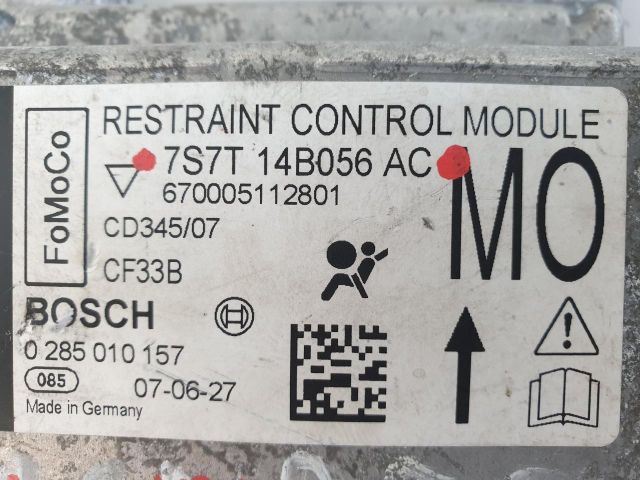 FoMoCo
RESTRAINT CONTROL MODULE
7S7T 14B056 AC
670005112801
CD345/07
CF33B
MO
BOSCH
0 285 010 157
085
07-06-27
Made in Germany